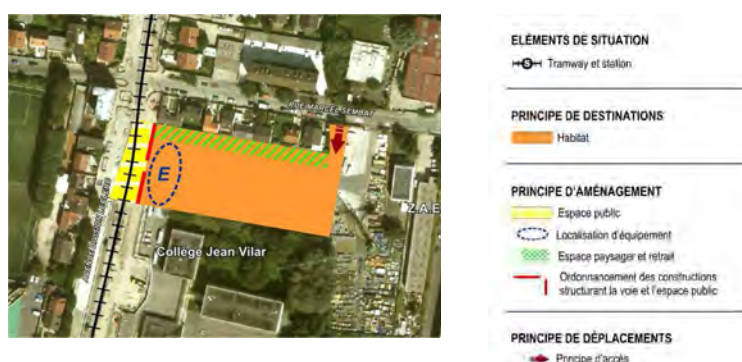 RUE MARCEL SEMBAT
E
Z.A.E
Collège Jean Vilar
ELÉMENTS DE SITUATION
S Tramway et station
PRINCIPE DE DESTINATIONS
Habitat
PRINCIPE D'AMÉNAGEMENT
Espace public
Localisation d'équipement
Espace paysager et retrait
Ordonnancement des constructions
structurant la voie et l'espace public
PRINCIPE DE DÉPLACEMENTS
Principe d'accès